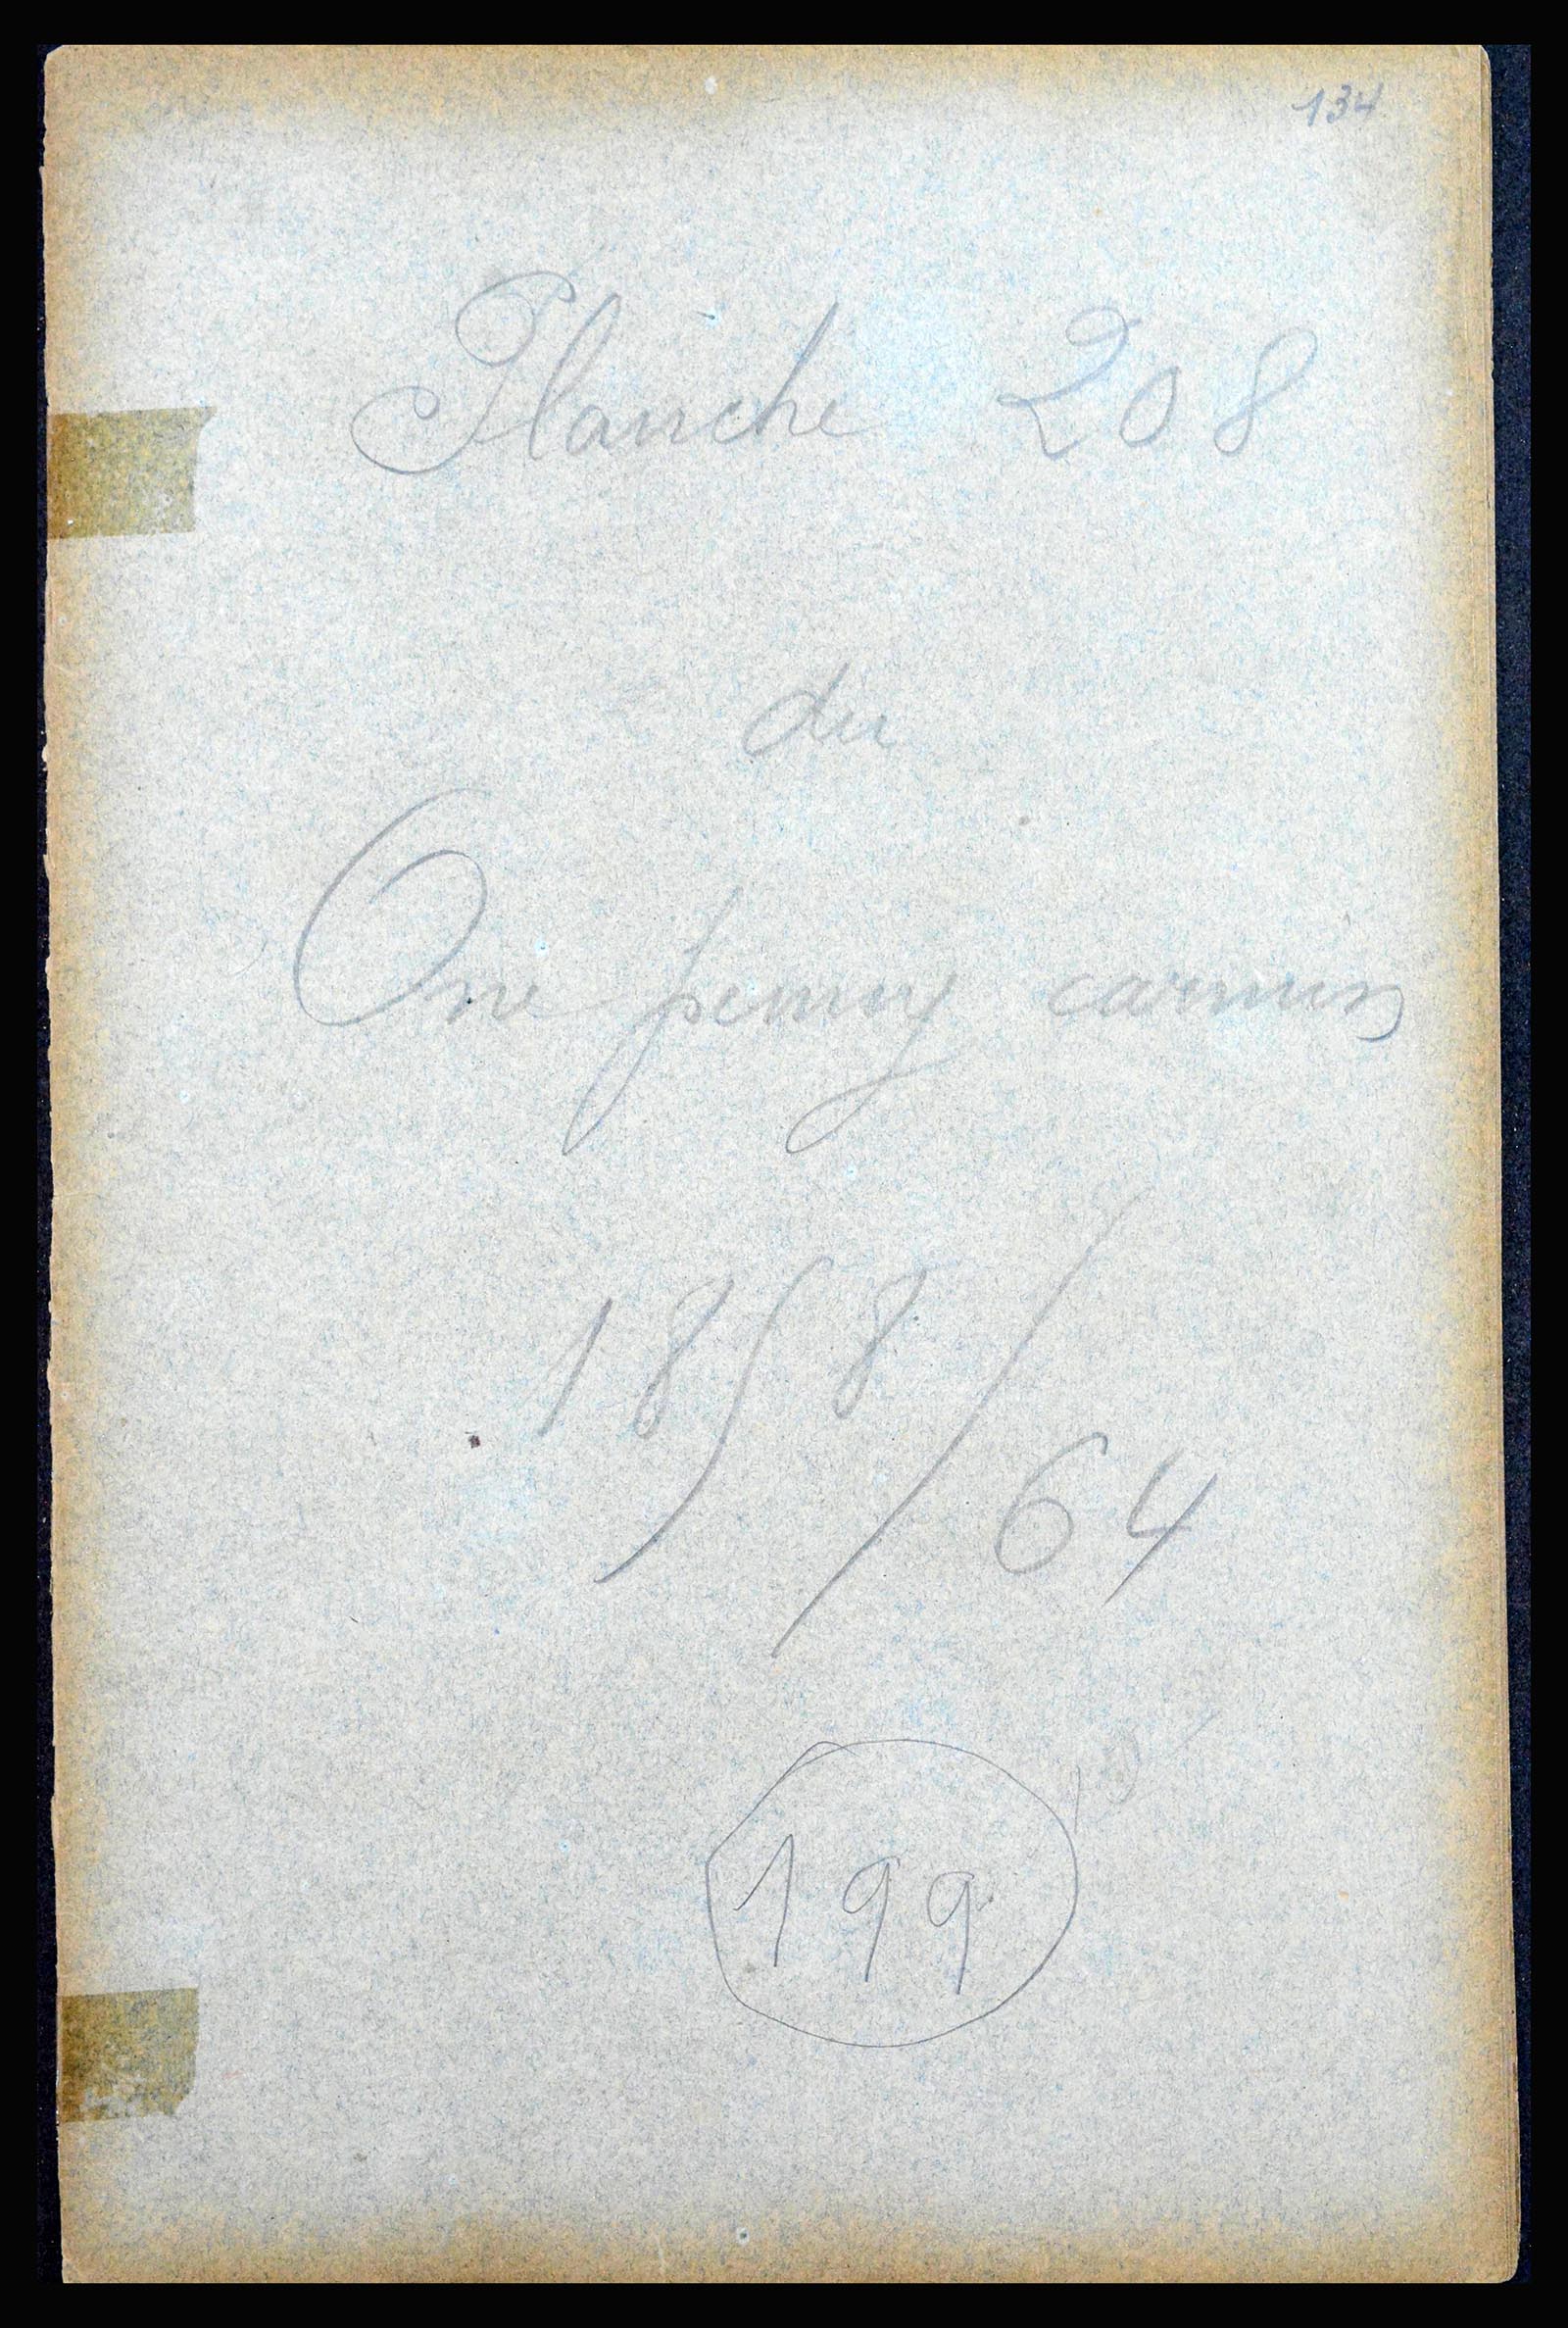 134
Planche 208
du
One penny carmin
1858/64
199